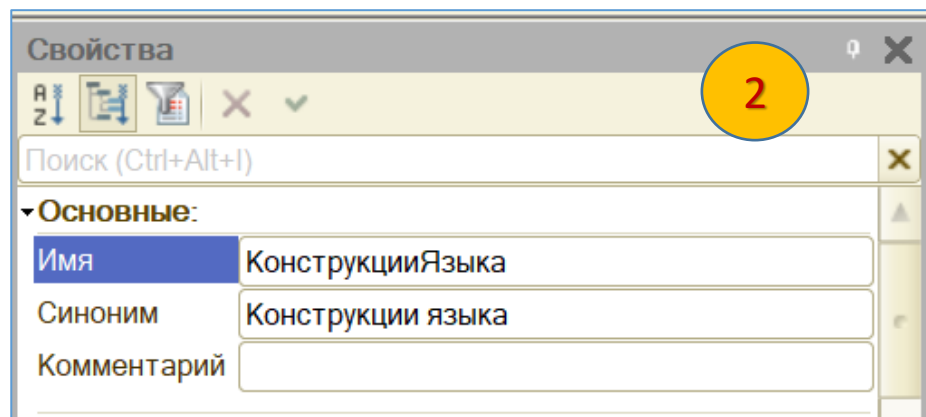 Свойства
2
Поиск (Ctrl+Alt+I)
Основные:
Имя КонструкцииЯзыка
Синоним Конструкции языка
Комментарий